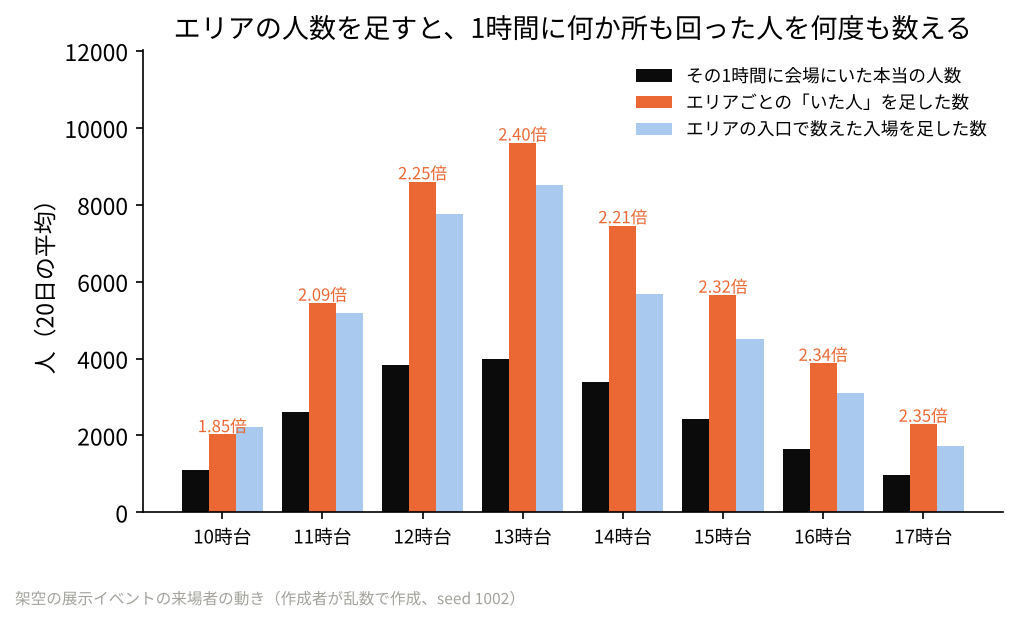 エリアの人数を足すと、1時間に何か所も回った人を何度も数える
人（20日の平均）
12000
10000
8000
6000
4000
2000
0
その1時間に会場にいた本当の人数
エリアごとの「いた人」を足した数
エリアの入口で数えた入場を足した数
1.85倍
2.09倍
2.25倍
2.40倍
2.21倍
2.32倍
2.34倍
2.35倍
10時台
11時台
12時台
13時台
14時台
15時台
16時台
17時台
架空の展示イベントの来場者の動き（作成者が乱数で作成、seed 1002）